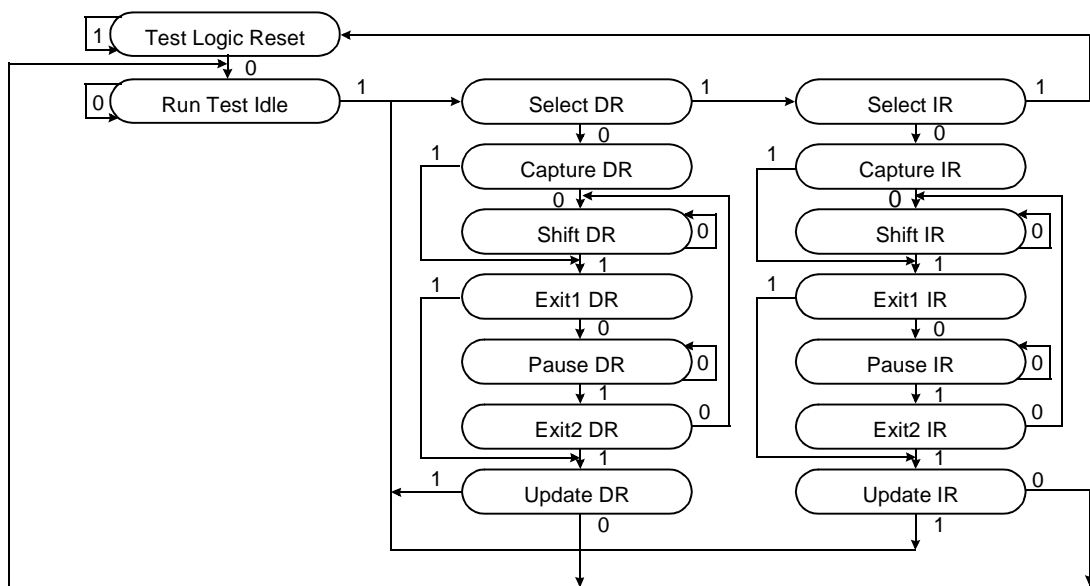 1 Test Logic Reset
0
0 Run Test Idle 1
Select DR 1
Select IR 1
0
0
1 Capture DR
1 Capture IR
0
0
Shift DR 0
Shift IR 0
1
1
1 Exit1 DR
1 Exit1 IR
0
0
Pause DR 0
Pause IR 0
1
1
Exit2 DR 0
Exit2 IR 0
1
1
1 Update DR
Update IR 0
0
1